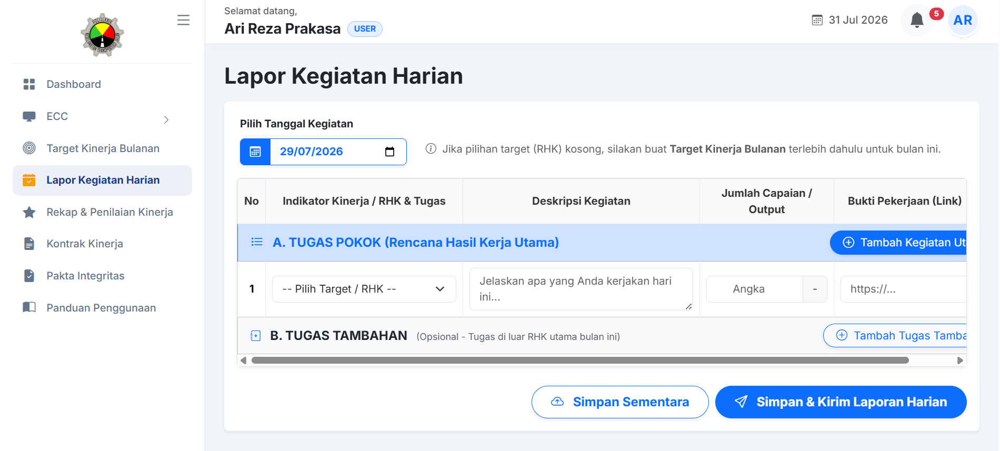 POLITEKNIK
KESELAMATAN TRANSPORTASI JALAN
Selamat datang,
Ari Reza Prakasa USER
31 Jul 2026
5
AR
Dashboard
ECC
Target Kinerja Bulanan
Lapor Kegiatan Harian
Rekap & Penilaian Kinerja
Kontrak Kinerja
Pakta Integritas
Panduan Penggunaan
Lapor Kegiatan Harian
Pilih Tanggal Kegiatan
29/07/2026
Jika pilihan target (RHK) kosong, silakan buat Target Kinerja Bulanan terlebih dahulu untuk bulan ini.
No
Indikator Kinerja / RHK & Tugas
Deskripsi Kegiatan
Jumlah Capaian /
Output
Bukti Pekerjaan (Link)
A. TUGAS POKOK (Rencana Hasil Kerja Utama)
Tambah Kegiatan Ut
1
-- Pilih Target / RHK --
Jelaskan apa yang Anda kerjakan hari
ini...
Angka
-
https://...
B. TUGAS TAMBAHAN (Opsional - Tugas di luar RHK utama bulan ini)
Tambah Tugas Tamba
Simpan Sementara
Simpan & Kirim Laporan Harian